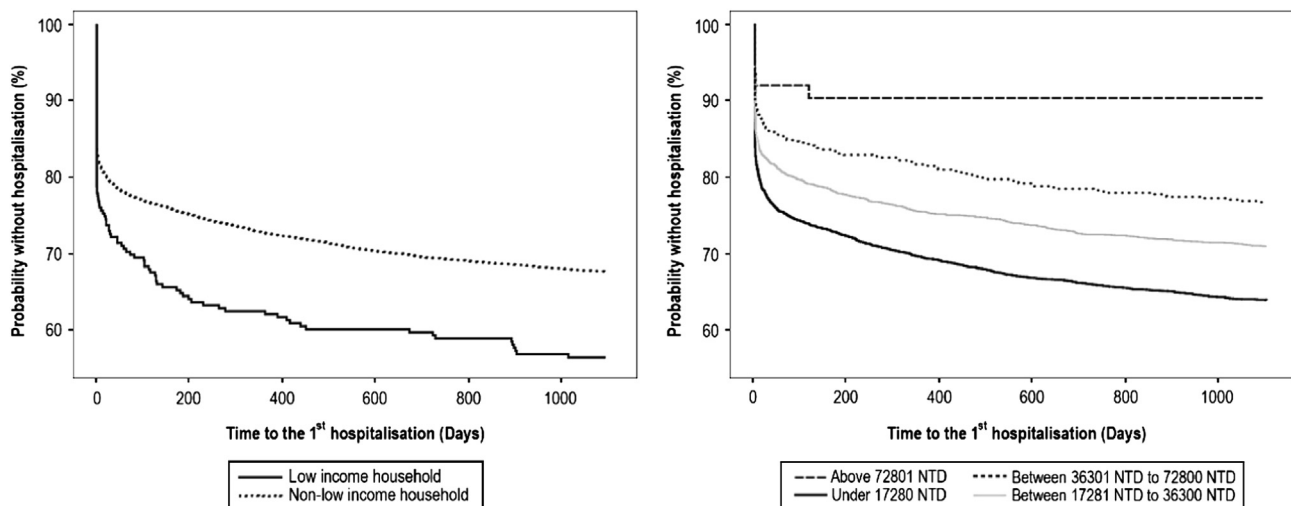 100
90
80
70
60
Probability without hospitalisation (%)
0 200 400 600 800 1000
Time to the 1st hospitalisation (Days)
Low income household
Non-low income household
100
90
80
70
60
Probability without hospitalisation (%)
0 200 400 600 800 1000
Time to the 1st hospitalisation (Days)
Above 72801 NTD Between 36301 NTD to 72800 NTD
Under 17280 NTD Between 17281 NTD to 36300 NTD